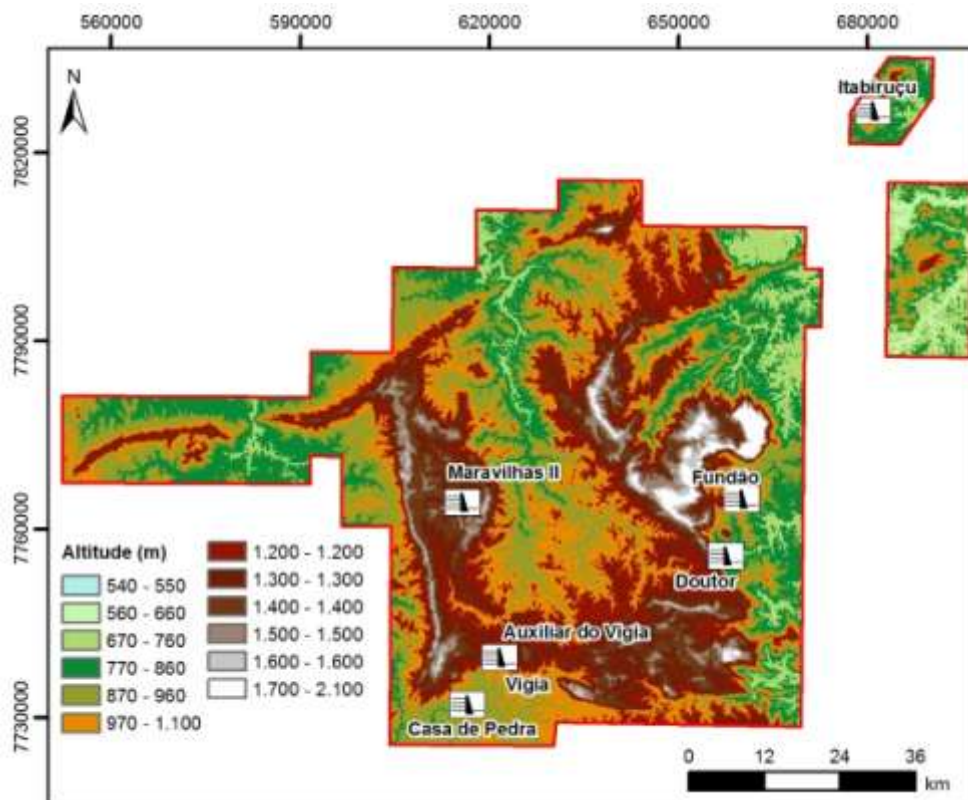 560000 590000 620000 650000 680000
N
7820000
7790000
7760000
7730000
Itabiruçu
Maravilhas II
Fundão
Doutor
Auxiliar do Vigia
Vigia
Casa de Pedra
Altitude (m)
540 - 550
560 - 660
670 - 760
770 - 860
870 - 960
970 - 1.100
1.200 - 1.200
1.300 - 1.300
1.400 - 1.400
1.500 - 1.500
1.600 - 1.600
1.700 - 2.100
0 12 24 36
km